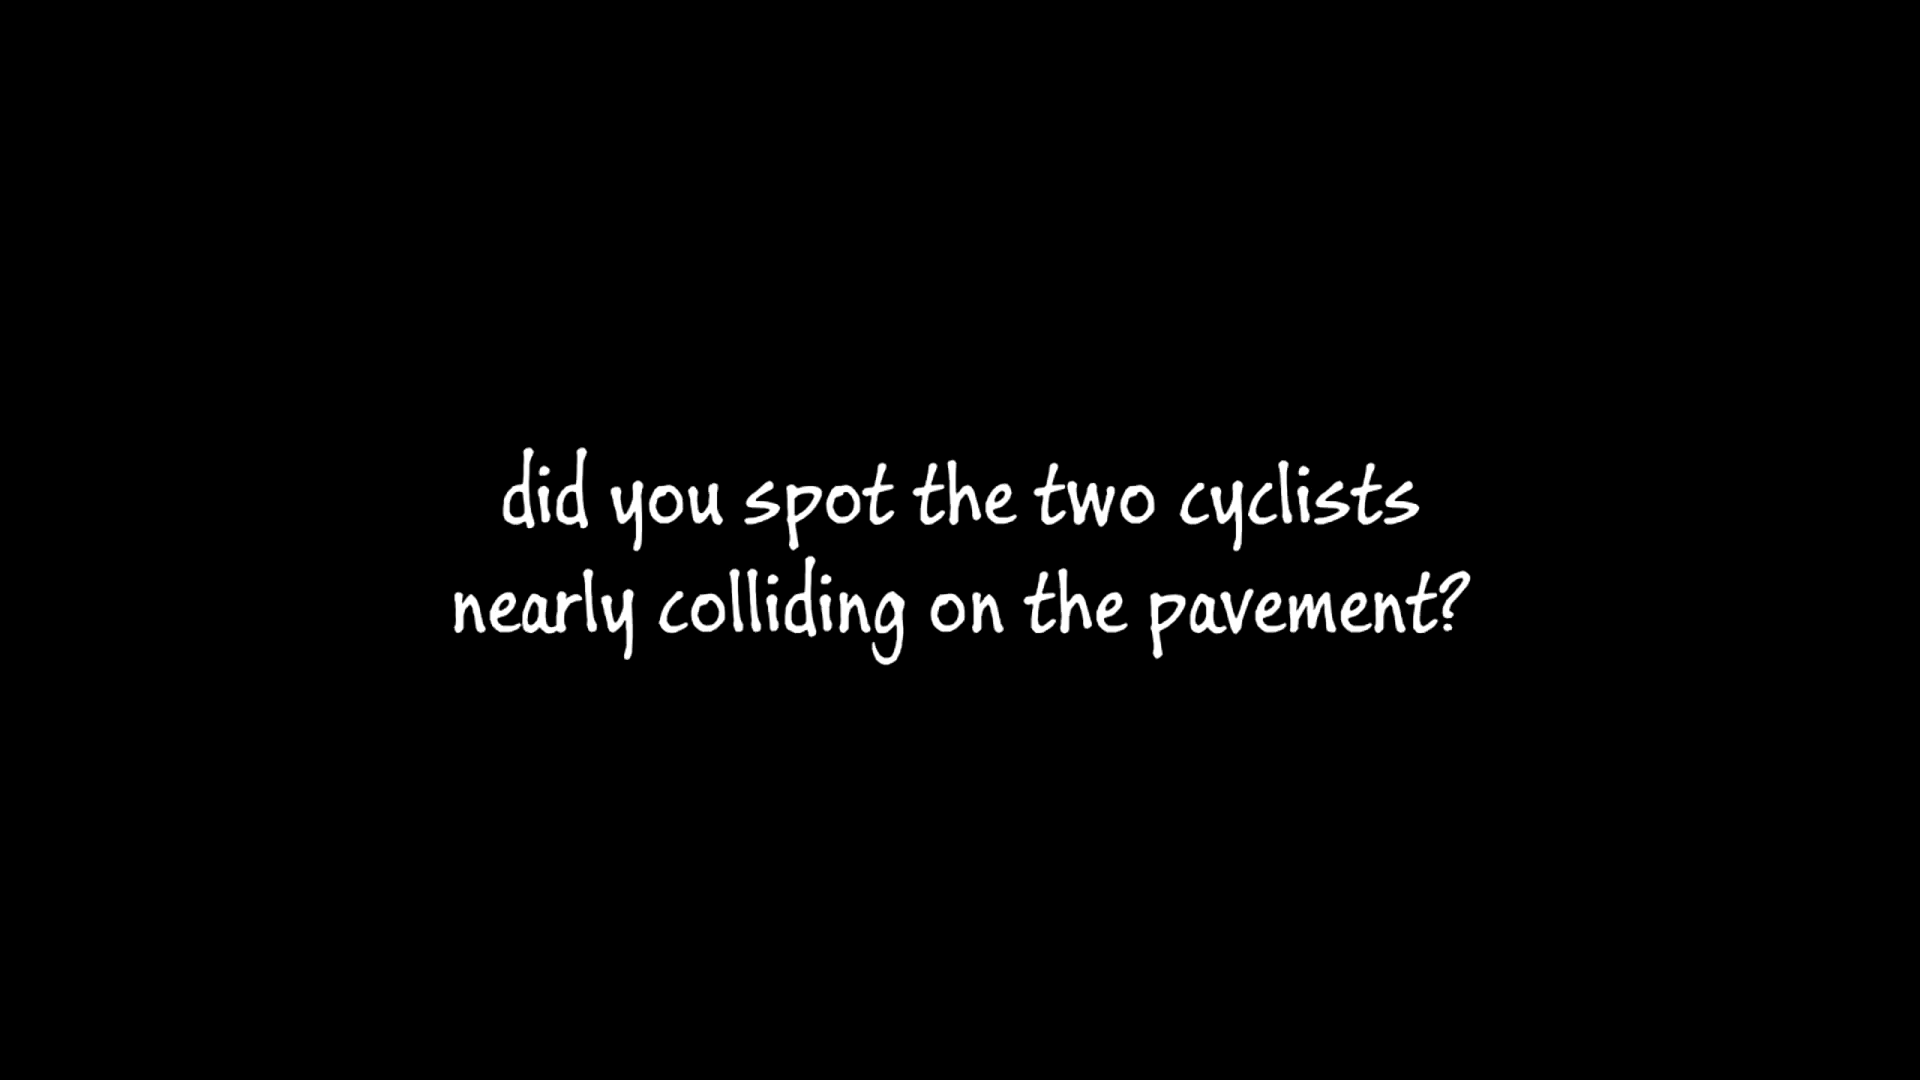 did you spot the two cyclists
nearly colliding on the pavement?